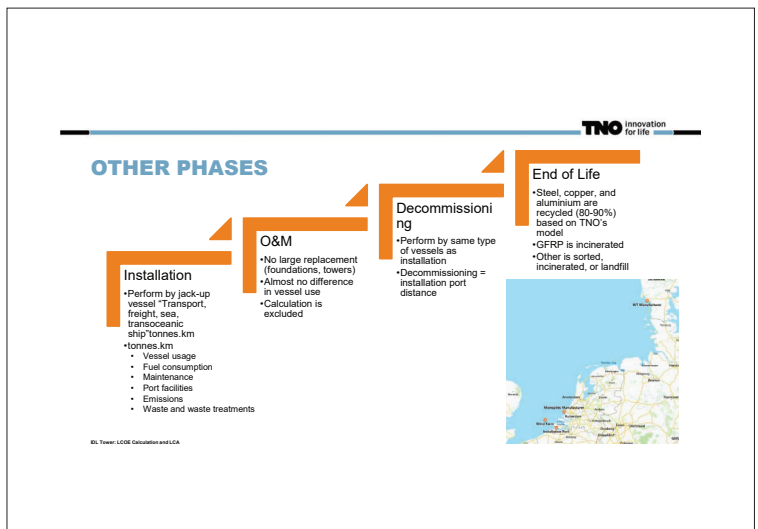 TNO innovation
for life
OTHER PHASES
Installation
•Perform by jack-up
vessel “Transport,
freight, sea,
transoceanic
ship”tonnes.km
•tonnes.km
• Vessel usage
• Fuel consumption
• Maintenance
• Port facilities
• Emissions
• Waste and waste treatments
O&M
•No large replacement
(foundations, towers)
•Almost no difference
in vessel use
•Calculation is
excluded
Decommissioni
ng
•Perform by same type
of vessels as
installation
•Decommissioning =
installation port
distance
End of Life
•Steel, copper, and
aluminium are
recycled (80-90%)
based on TNO’s
model
•GFRP is incinerated
•Other is sorted,
incinerated, or landfill
Wind Farm
IDL Tower: LCOE Calculation and LCA